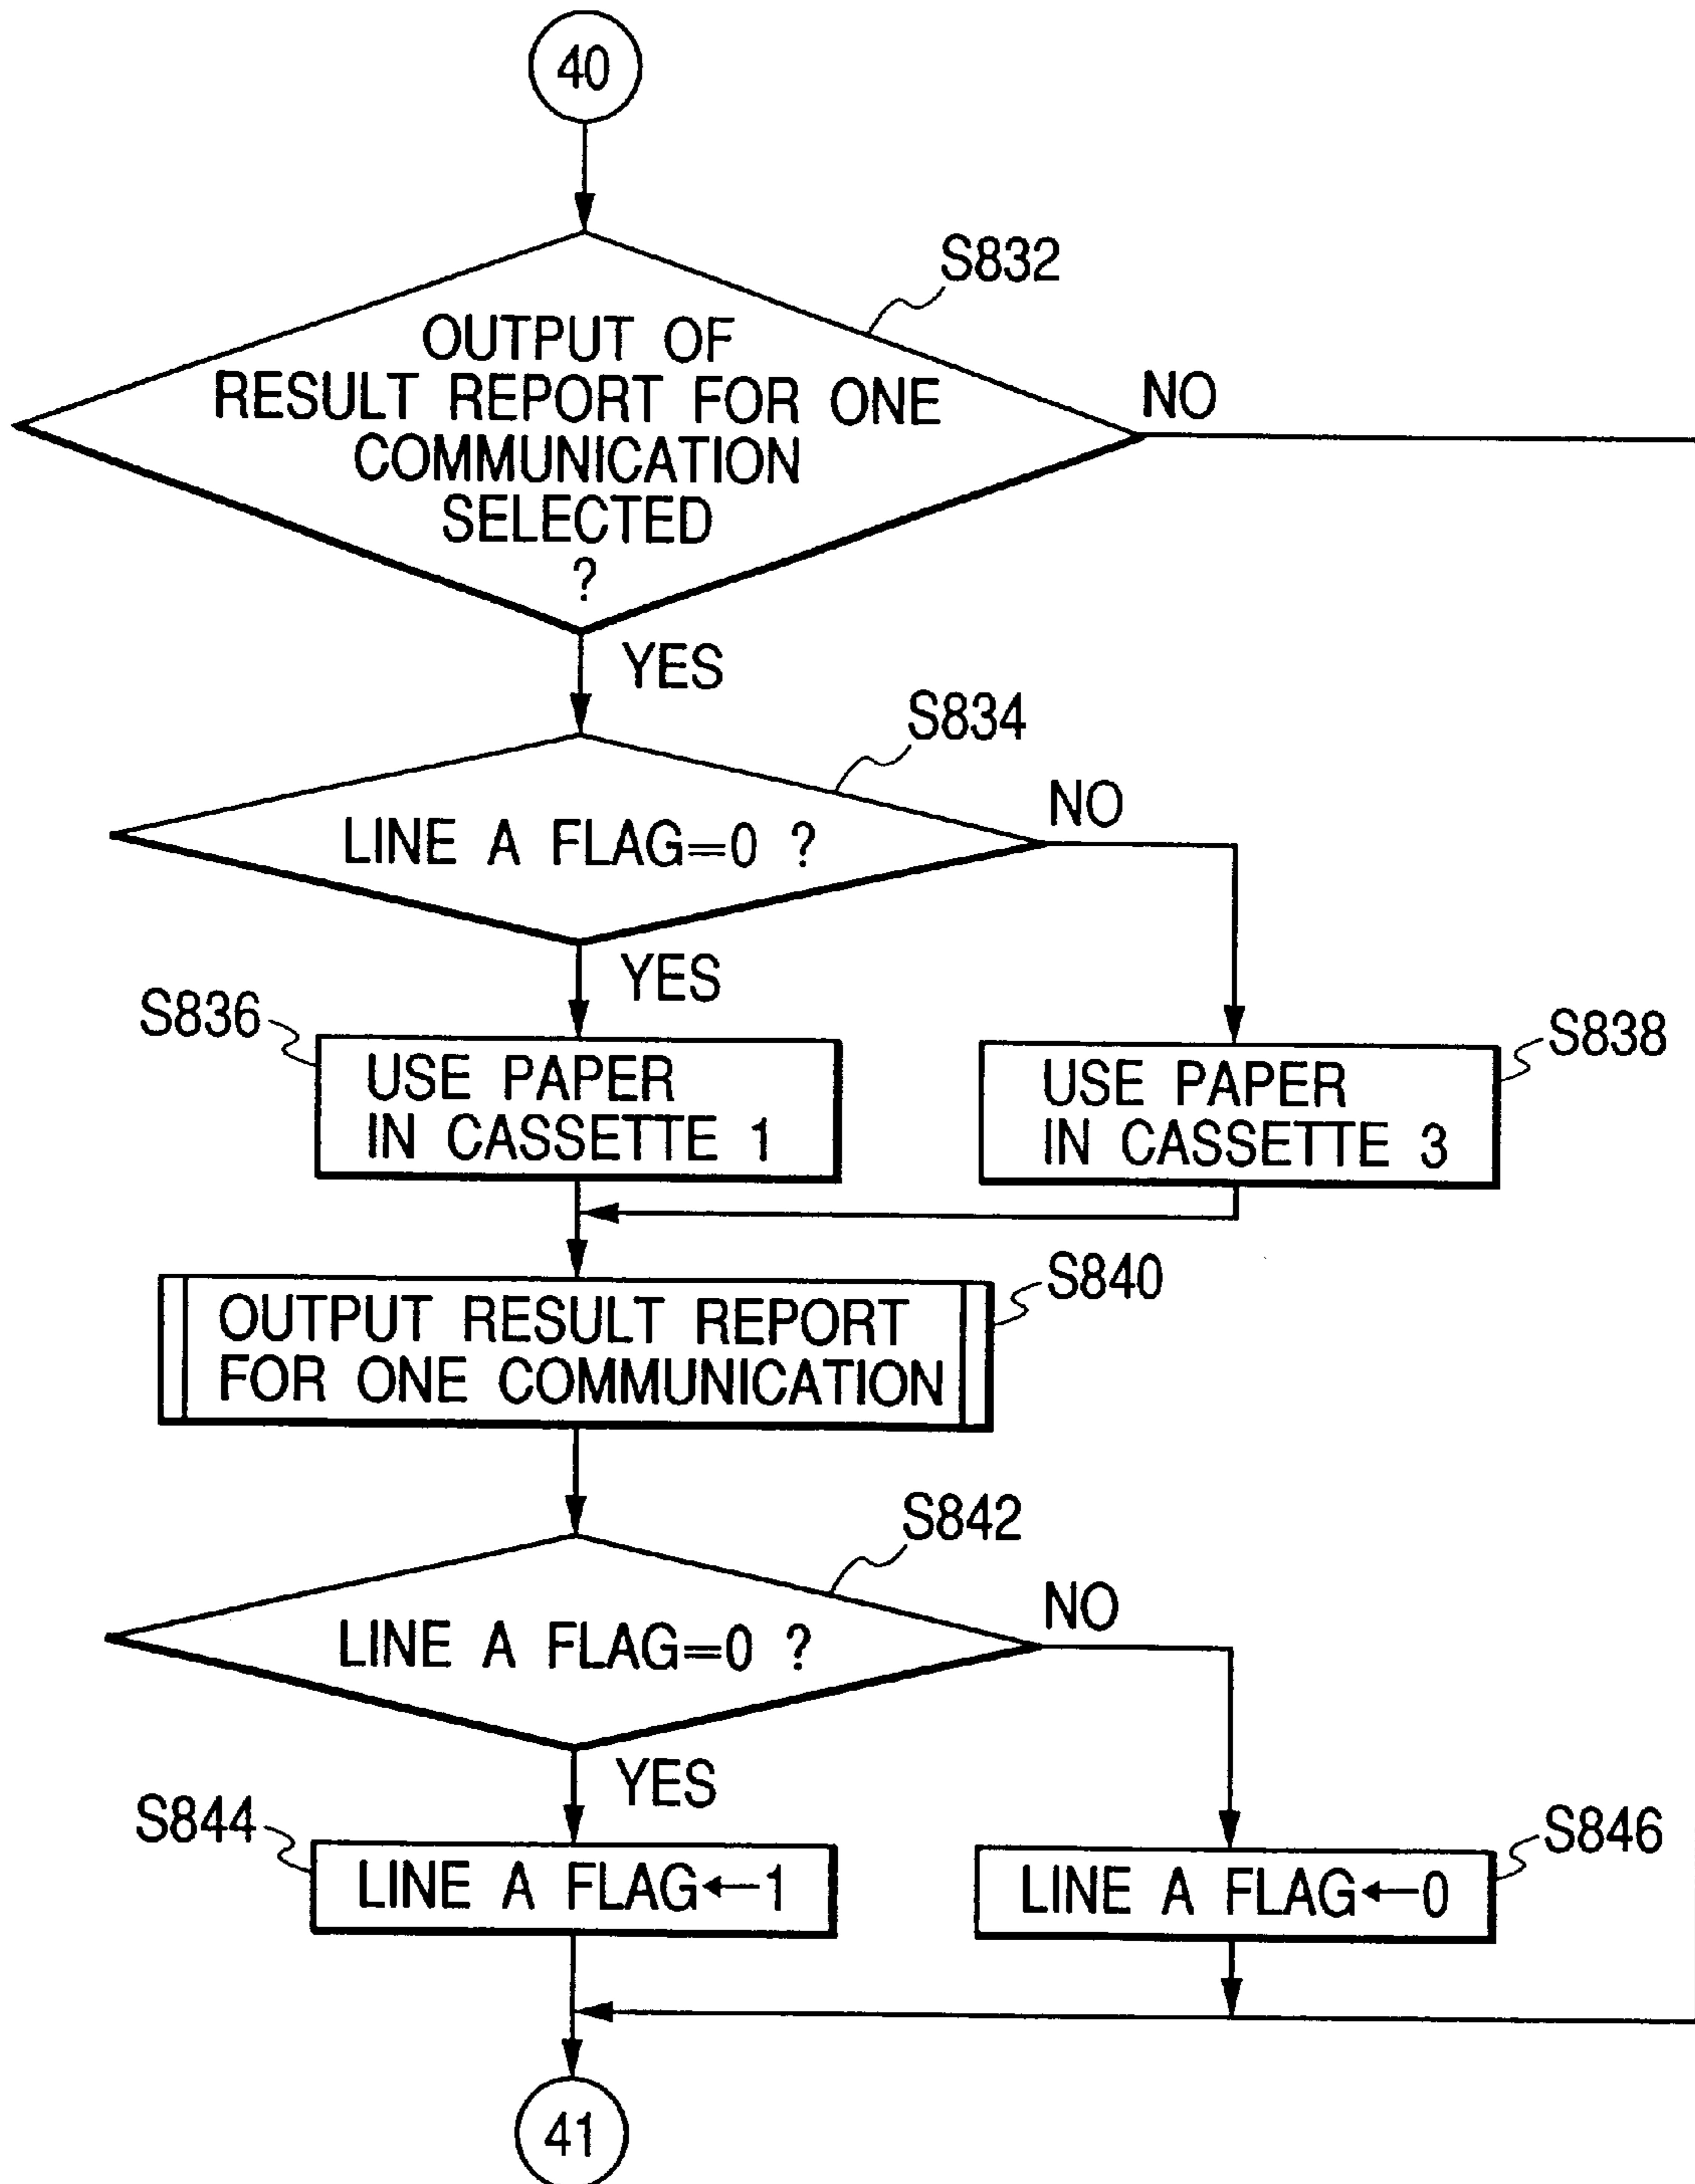 40
S832
OUTPUT OF
RESULT REPORT FOR ONE
COMMUNICATION
SELECTED
?
NO
YES
S834
LINE A FLAG=0 ?
NO
YES
S836
USE PAPER
IN CASSETTE 1
S838
USE PAPER
IN CASSETTE 3
S840
OUTPUT RESULT REPORT
FOR ONE COMMUNICATION
S842
LINE A FLAG=0 ?
NO
YES
S844
LINE A FLAG←1
S846
LINE A FLAG←0
41